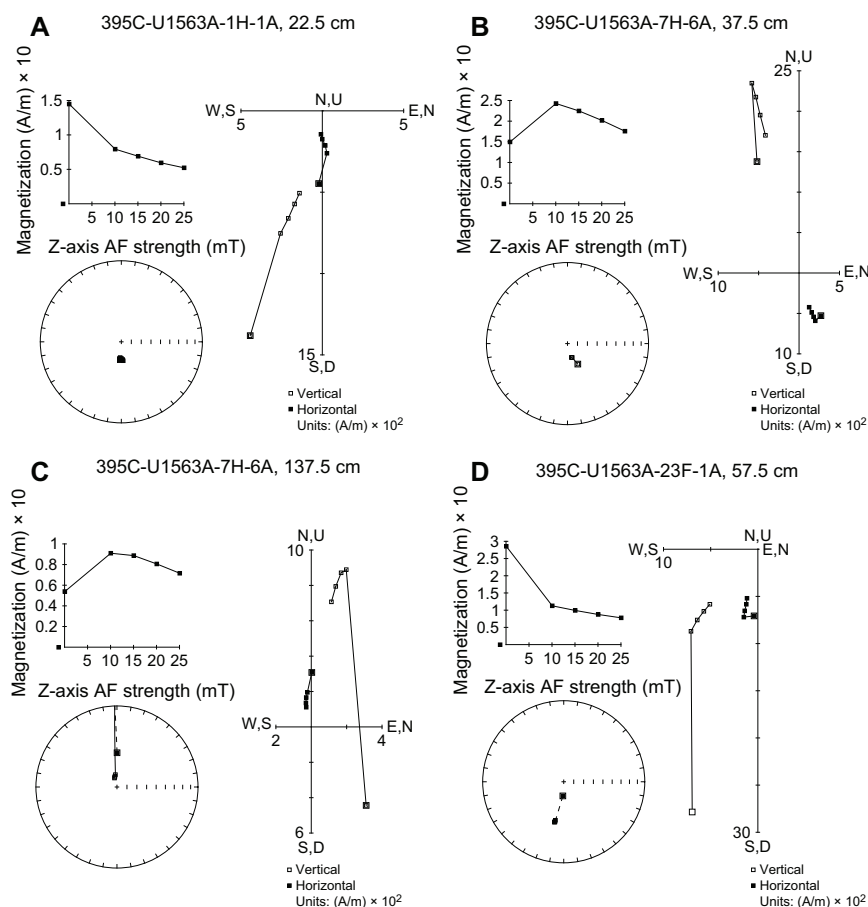 A
395C-U1563A-1H-1A, 22.5 cm
Magnetization (A/m) × 10
1.5
1
0.5
5 10 15 20 25
Z-axis AF strength (mT)
N,U
W,S
E,N
5
5
15
S,D
Vertical
Horizontal
Units: (A/m) × 10²
B
395C-U1563A-7H-6A, 37.5 cm
Magnetization (A/m) × 10
2.5
2
1.5
1
0.5
5 10 15 20 25
Z-axis AF strength (mT)
N,U
25
W,S
E,N
10
5
10
S,D
Vertical
Horizontal
Units: (A/m) × 10²
C
395C-U1563A-7H-6A, 137.5 cm
Magnetization (A/m) × 10
1
0.8
0.6
0.4
0.2
5 10 15 20 25
Z-axis AF strength (mT)
N,U
10
W,S
E,N
2
4
6
S,D
Vertical
Horizontal
Units: (A/m) × 10²
D
395C-U1563A-23F-1A, 57.5 cm
Magnetization (A/m) × 10
3
2.5
2
1.5
1
0.5
5 10 15 20 25
Z-axis AF strength (mT)
N,U
W,S
E,N
10
30
S,D
Vertical
Horizontal
Units: (A/m) × 10²